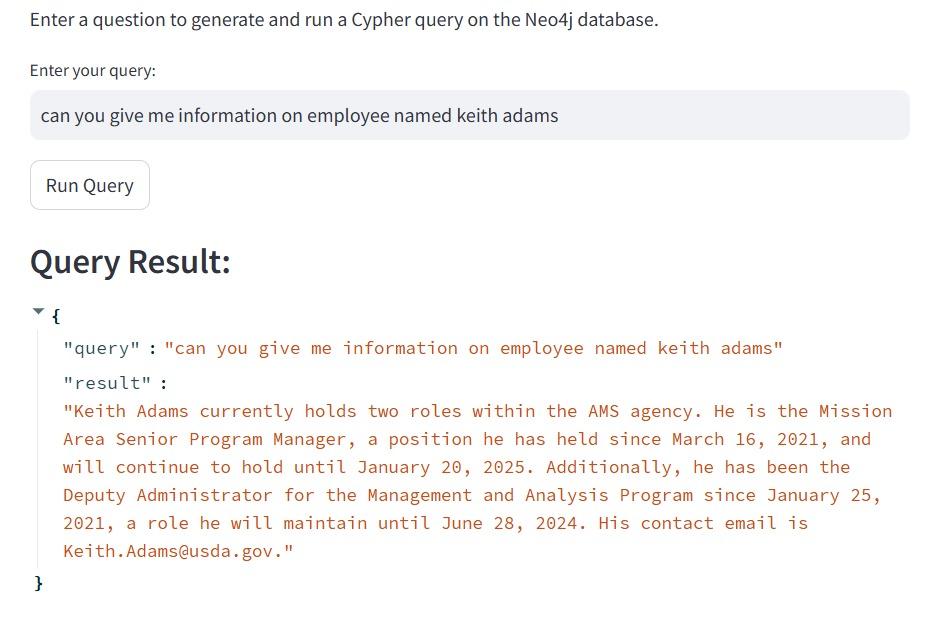 Enter a question to generate and run a Cypher query on the Neo4j database.
Enter your query:
can you give me information on employee named keith adams
Run Query
Query Result:
{
"query" : "can you give me information on employee named keith adams"
"result" :
"Keith Adams currently holds two roles within the AMS agency. He is the Mission
Area Senior Program Manager, a position he has held since March 16, 2021, and
will continue to hold until January 20, 2025. Additionally, he has been the
Deputy Administrator for the Management and Analysis Program since January 25,
2021, a role he will maintain until June 28, 2024. His contact email is
Keith.Adams@usda.gov."
}